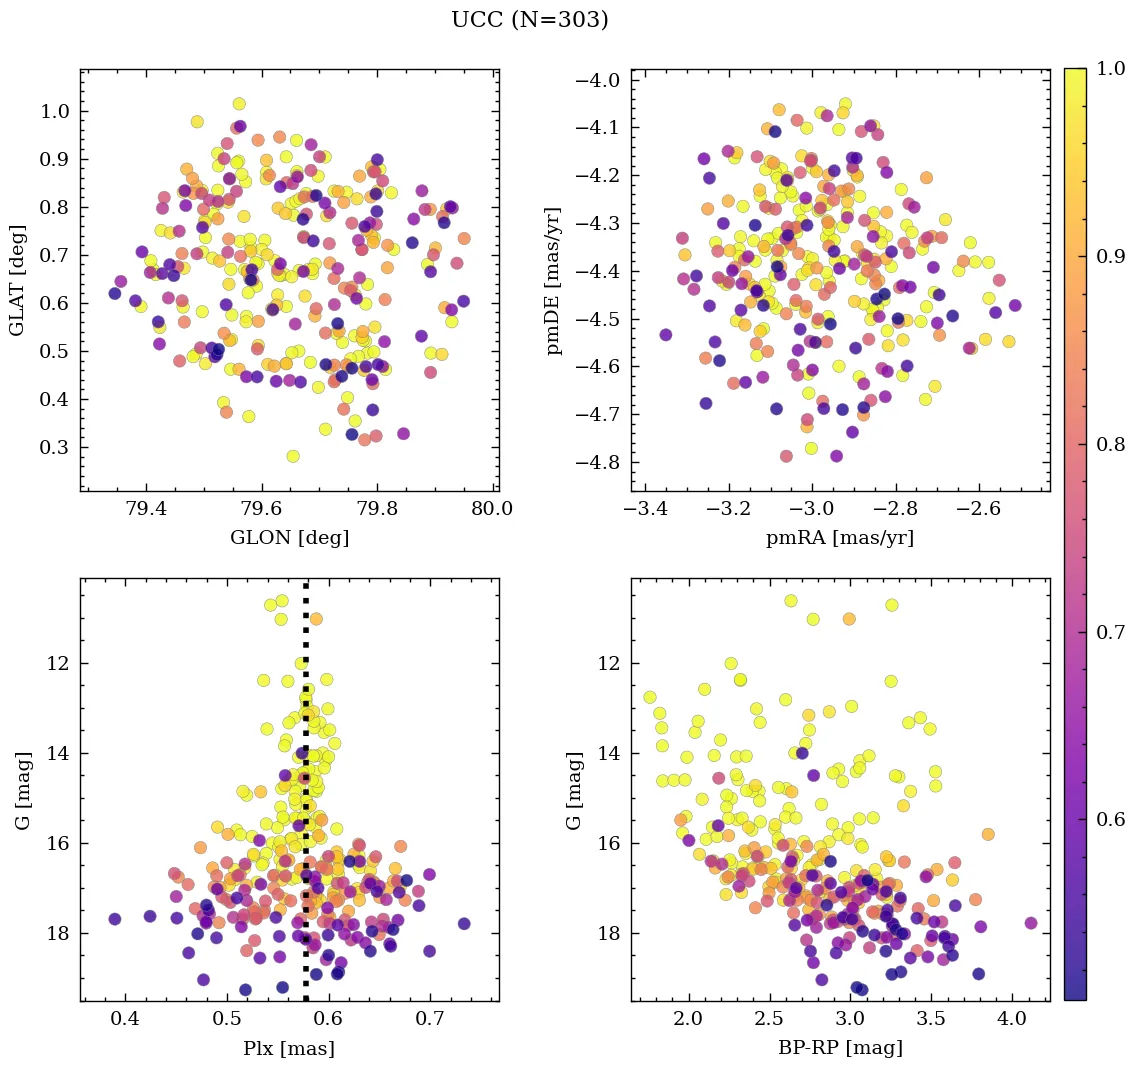 UCC (N=303)
1.0
0.9
0.8
0.7
0.6
0.5
0.4
0.3
GLAT [deg]
79.4 79.6 79.8 80.0
GLON [deg]
−4.0
−4.1
−4.2
−4.3
−4.4
−4.5
−4.6
−4.7
−4.8
pmDE [mas/yr]
−3.4 −3.2 −3.0 −2.8 −2.6
pmRA [mas/yr]
12
14
16
18
G [mag]
0.4 0.5 0.6 0.7
Plx [mas]
12
14
16
18
G [mag]
2.0 2.5 3.0 3.5 4.0
BP-RP [mag]
1.0
0.9
0.8
0.7
0.6